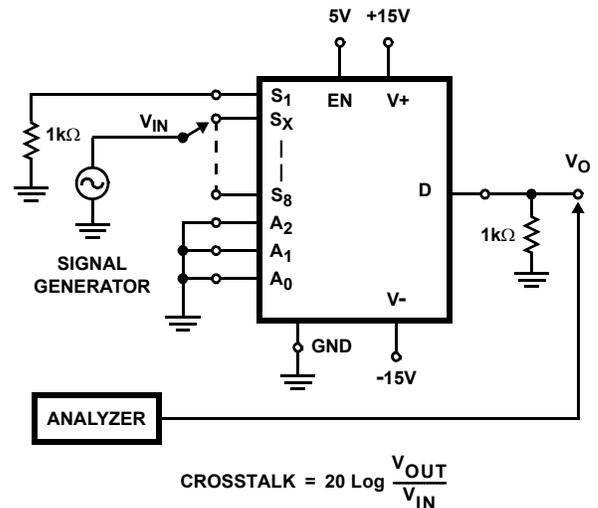 5V +15V
S1
EN V+
1kΩ
VIN
SX
VO
S8
D
A2
1kΩ
A1
A0
SIGNAL
GENERATOR
V-
GND
-15V
ANALYZER
CROSSTALK = 20 Log VOUT
VIN